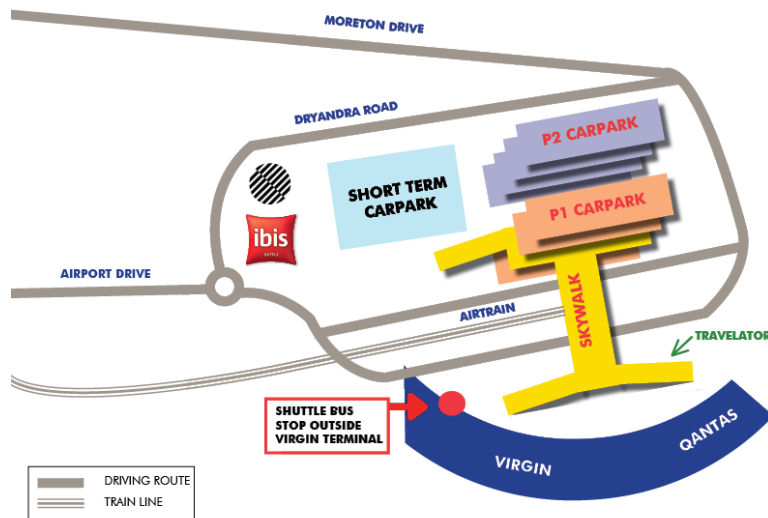 MORETON DRIVE
DRYANDRA ROAD
P2 CARPARK
SHORT TERM
CARPARK
P1 CARPARK
ibis
HOTELS
AIRPORT DRIVE
AIRTRAIN
SKYWALK
TRAVELATOR
SHUTTLE BUS
STOP OUTSIDE
VIRGIN TERMINAL
VIRGIN
QANTAS
DRIVING ROUTE
TRAIN LINE